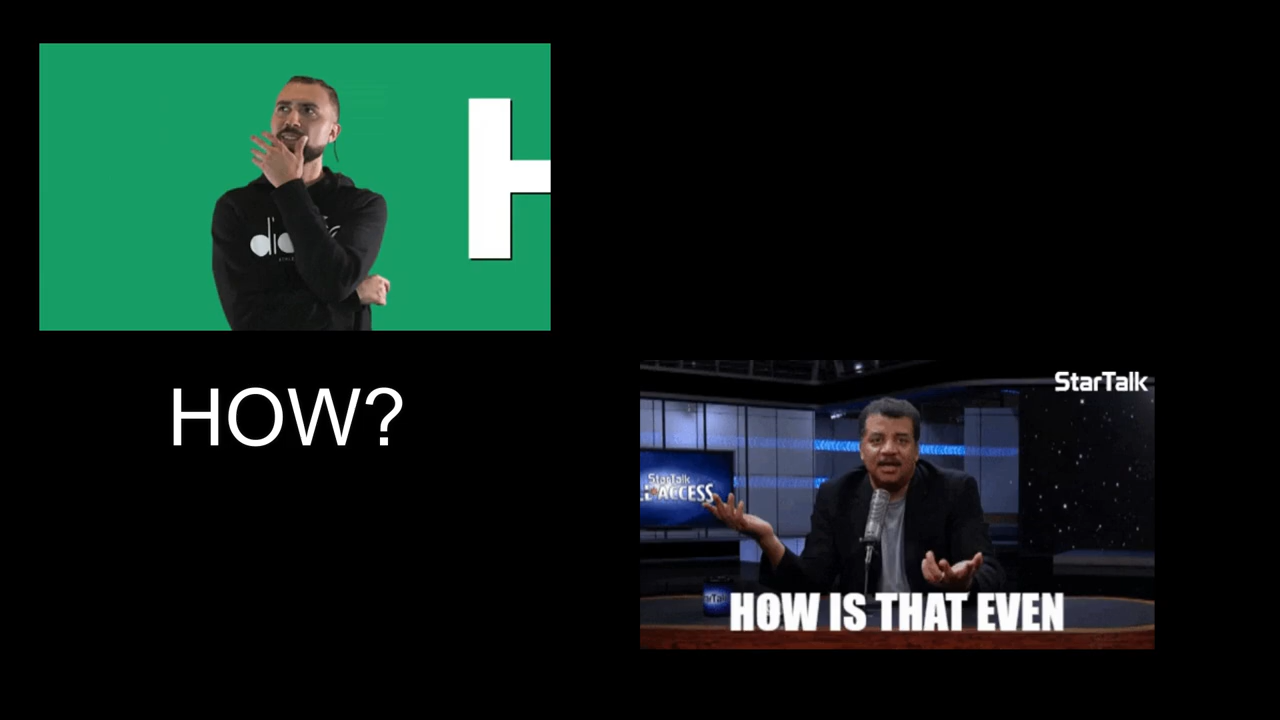 H
HOW?
StarTalk
StarTalk
ACCESS
HOW IS THAT EVEN